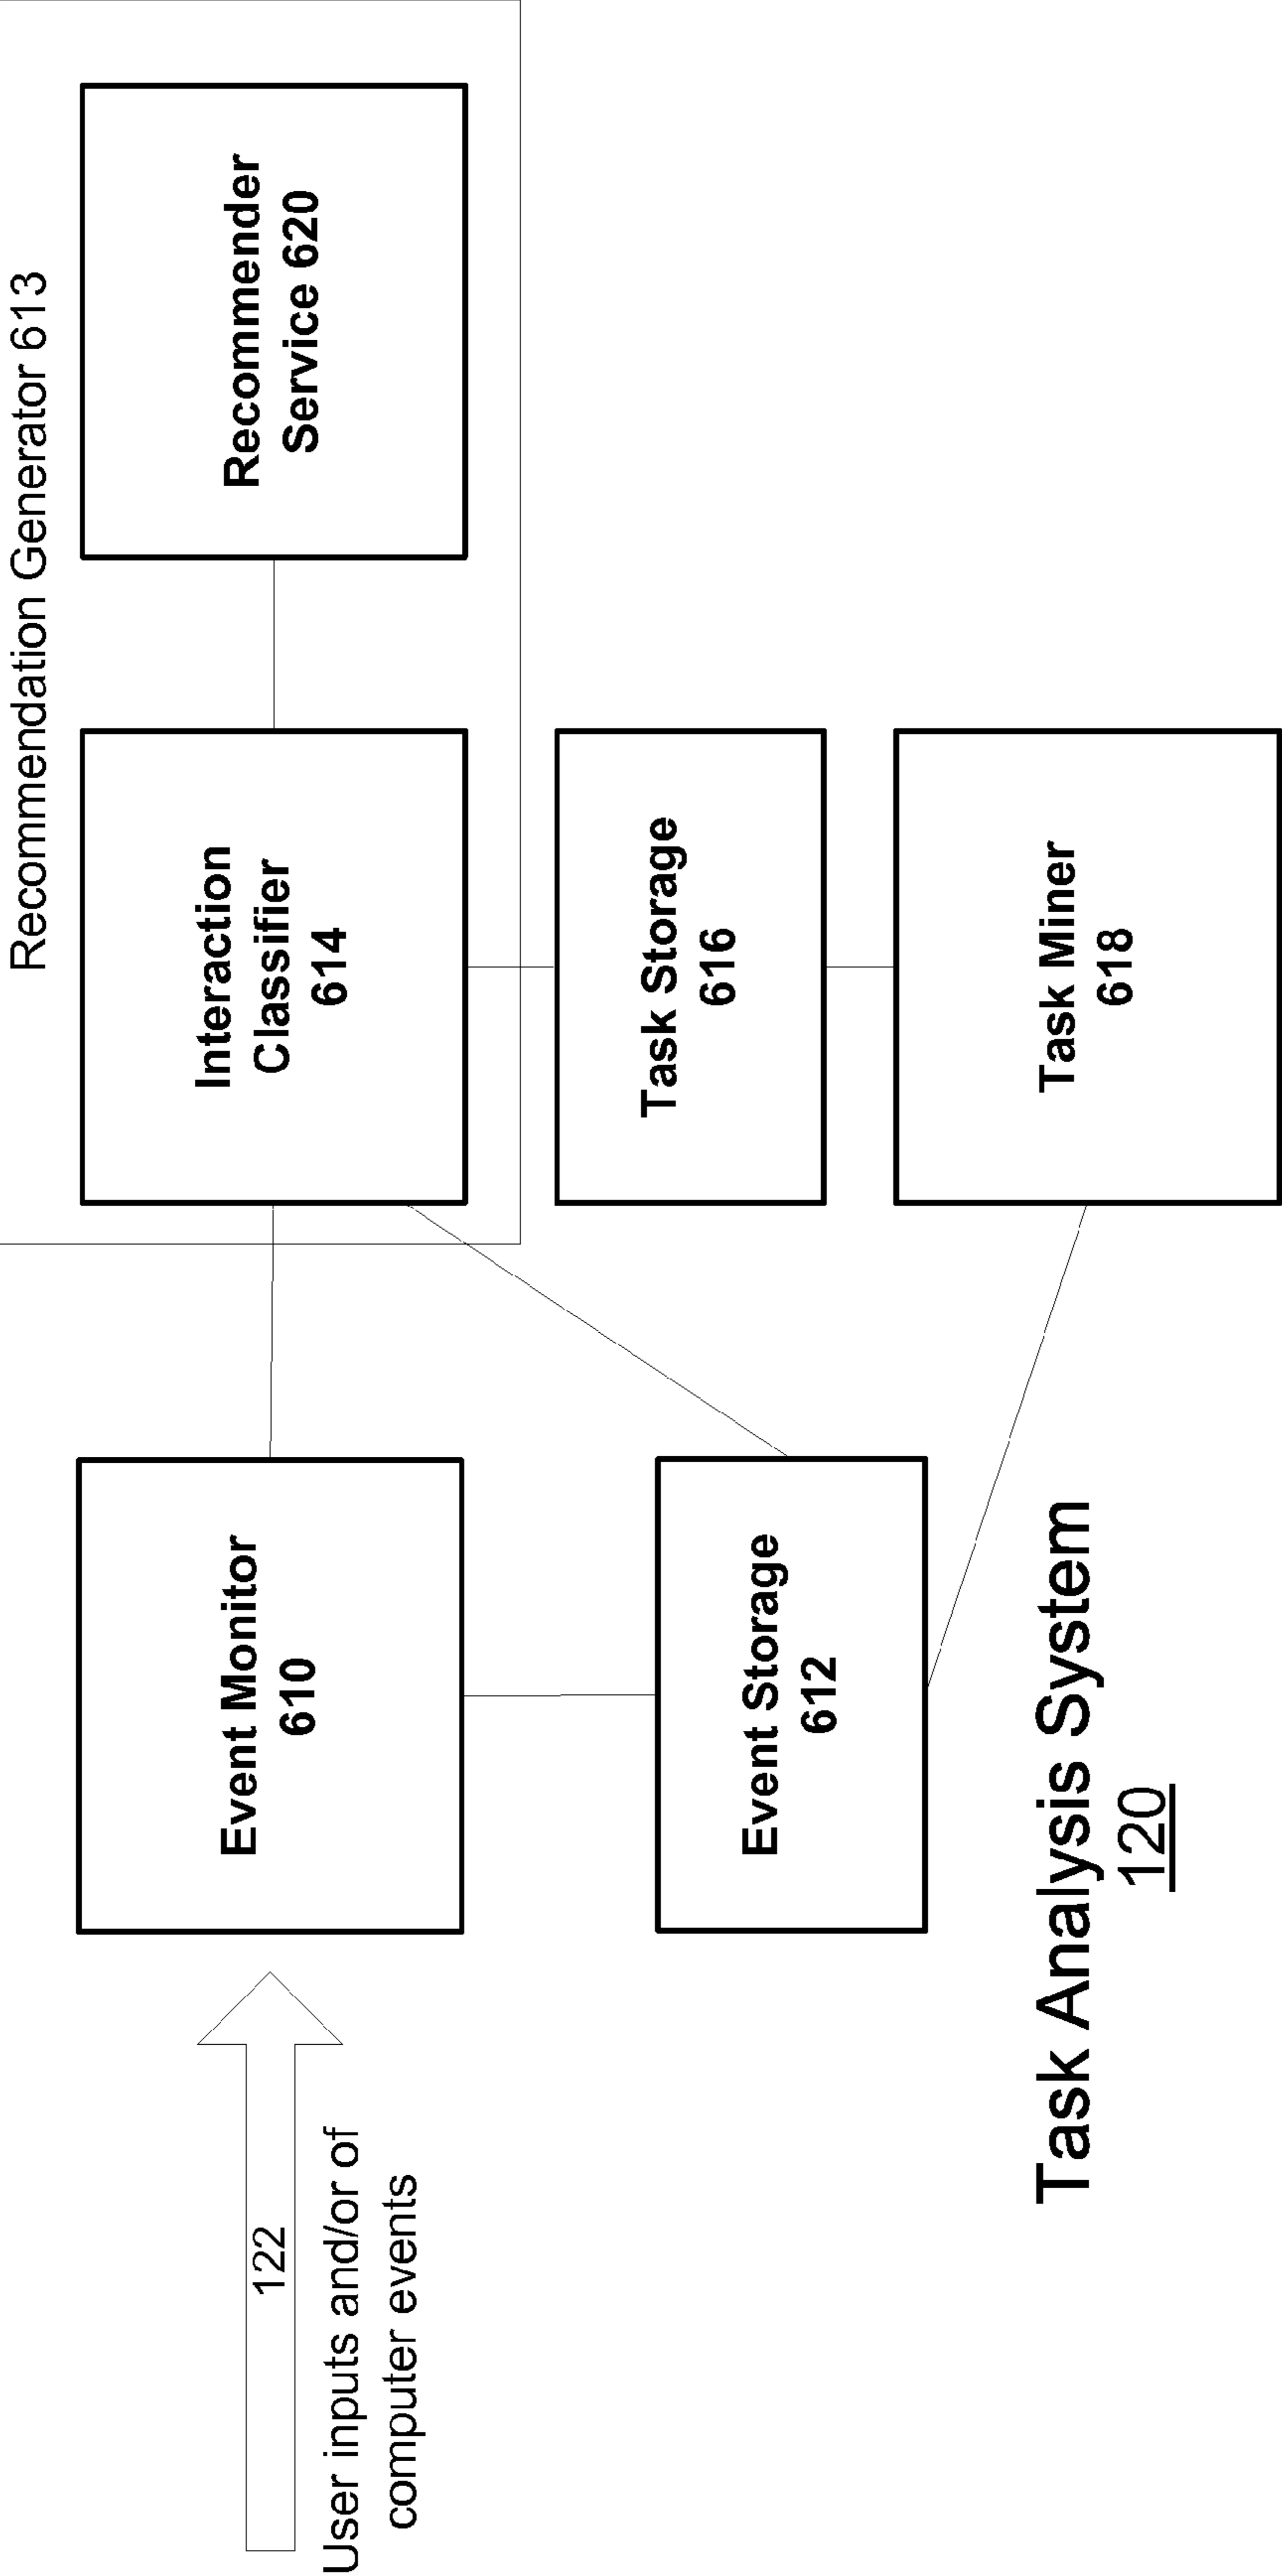 Recommendation Generator 613
122
User inputs and/or of
computer events
Event Monitor
610
Interaction
Classifier
614
Recommender
Service 620
Event Storage
612
Task Storage
616
Task Miner
618
Task Analysis System
120